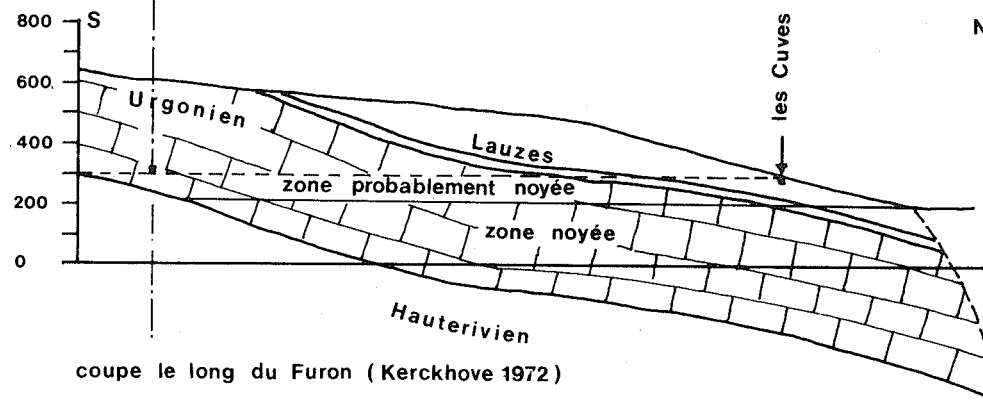 800
S
N
les Cuves
600
Urgonien
400
Lauzes
zone probablement noyée
200
zone noyée
0
Hauterivien
coupe le long du Furon (Kerckhove 1972)